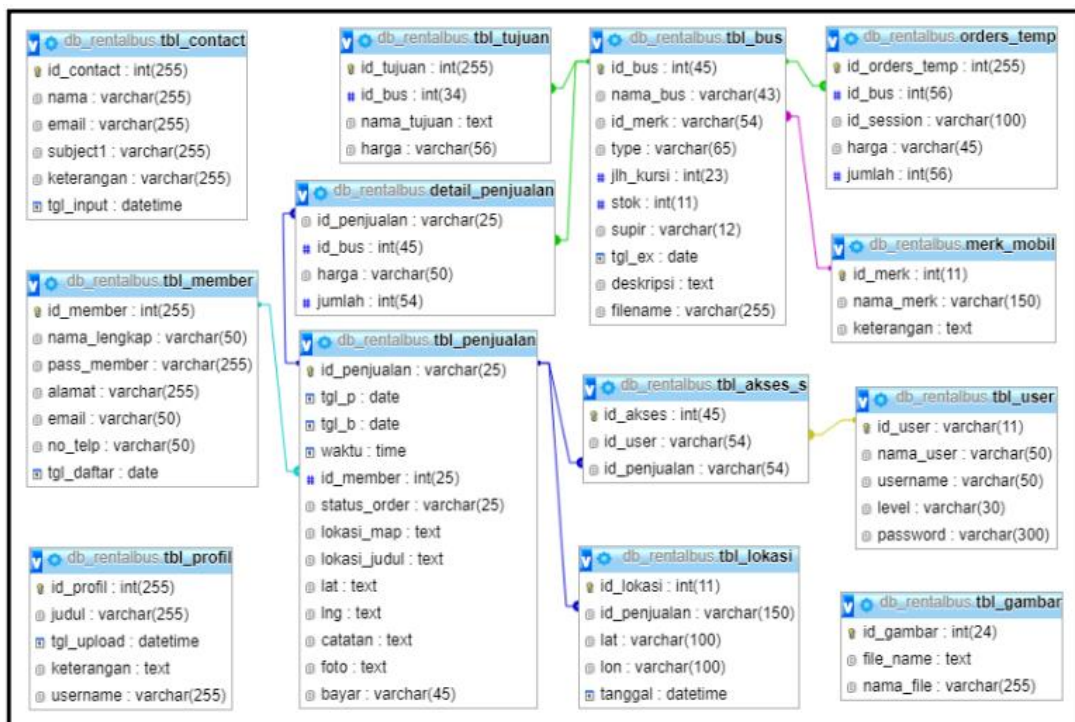 db_rentalbus.tbl_contact
id_contact : int(255)
nama : varchar(255)
email : varchar(255)
subject1 : varchar(255)
keterangan : varchar(255)
tgl_input : datetime
db_rentalbus.tbl_tujuan
id_tujuan : int(255)
id_bus : int(34)
nama_tujuan : text
harga : varchar(56)
db_rentalbus.tbl_bus
id_bus : int(45)
nama_bus : varchar(43)
id_merk : varchar(54)
type : varchar(65)
jlh_kursi : int(23)
stok : int(11)
supir : varchar(12)
tgl_ex : date
deskripsi : text
filename : varchar(255)
db_rentalbus.orders_temp
id_orders_temp : int(255)
id_bus : int(56)
id_session : varchar(100)
harga : varchar(45)
jumlah : int(56)
db_rentalbus.detail_penjualan
id_penjualan : varchar(25)
id_bus : int(45)
harga : varchar(50)
jumlah : int(54)
db_rentalbus.merk_mobil
id_merk : int(11)
nama_merk : varchar(150)
keterangan : text
db_rentalbus.tbl_member
id_member : int(255)
nama_lengkap : varchar(50)
pass_member : varchar(255)
alamat : varchar(255)
email : varchar(50)
no_telp : varchar(50)
tgl_daftar : date
db_rentalbus.tbl_penjualan
id_penjualan : varchar(25)
tgl_p : date
tgl_b : date
waktu : time
id_member : int(25)
status_order : varchar(25)
lokasi_map : text
lokasi_judul : text
lat : text
lng : text
catatan : text
foto : text
bayar : varchar(45)
db_rentalbus.tbl_akses_s
id_akses : int(45)
id_user : varchar(54)
id_penjualan : varchar(54)
db_rentalbus.tbl_user
id_user : varchar(11)
nama_user : varchar(50)
username : varchar(50)
level : varchar(30)
password : varchar(300)
db_rentalbus.tbl_profil
id_profil : int(255)
judul : varchar(255)
tgl_upload : datetime
keterangan : text
username : varchar(255)
db_rentalbus.tbl_lokasi
id_lokasi : int(11)
id_penjualan : varchar(150)
lat : varchar(100)
lon : varchar(100)
tanggal : datetime
db_rentalbus.tbl_gambar
id_gambar : int(24)
file_name : text
nama_file : varchar(255)